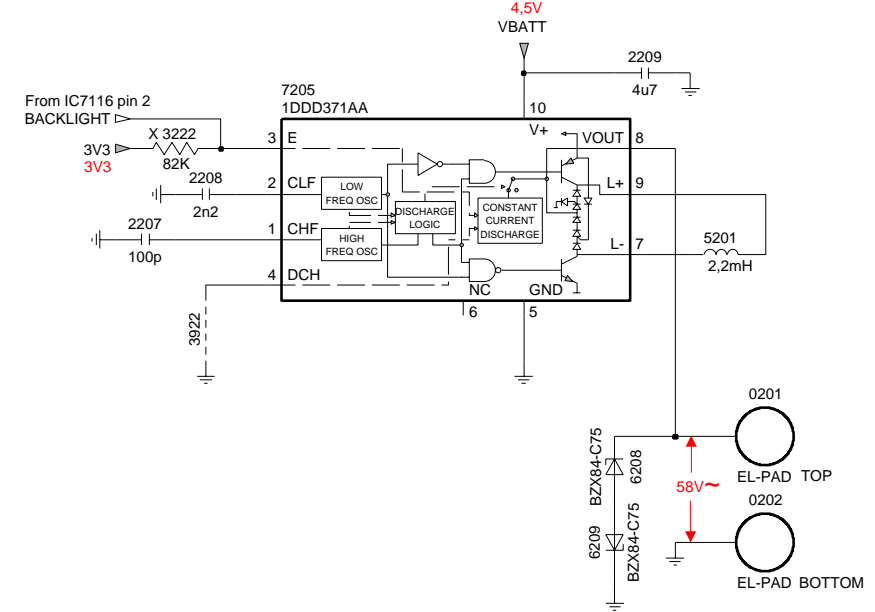 4,5V
VBATT
2209
4u7
From IC7116 pin 2
BACKLIGHT
7205
1DDD371AA
10
V+
VOUT
8
3V3
3V3
X 3222
82K
3
E
2208
2n2
2
CLF
LOW
FREQ OSC
L+
9
DISCHARGE
LOGIC
CONSTANT
CURRENT
DISCHARGE
2207
100p
1
CHF
HIGH
FREQ OSC
L-
7
5201
2,2mH
4
DCH
NC
GND
6
5
3922
0201
EL-PAD TOP
BZX84-C75
6208
58V~
0202
6209
BZX84-C75
EL-PAD BOTTOM